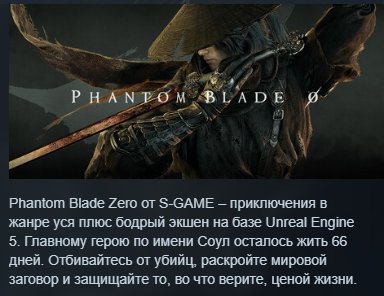 PHANTOM BLADE 0
Phantom Blade Zero от S-GAME – приключения в
жанре уся плюс бодрый экшен на базе Unreal Engine
5. Главному герою по имени Соул осталось жить 66
дней. Отбивайтесь от убийц, раскройте мировой
заговор и защищайте то, во что верите, ценой жизни.